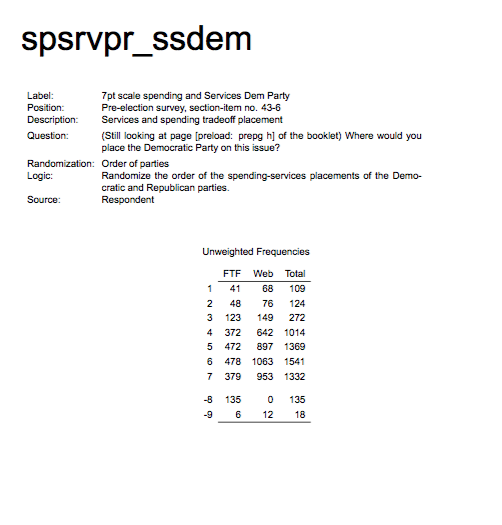 spsrvpr_ssdem
Label: 7pt scale spending and Services Dem Party
Position: Pre-election survey, section-item no. 43-6
Description: Services and spending tradeoff placement
Question: (Still looking at page [preload: prepg h] of the booklet) Where would you
place the Democratic Party on this issue?
Randomization: Order of parties
Logic: Randomize the order of the spending-services placements of the Demo-
cratic and Republican parties.
Source: Respondent
Unweighted Frequencies
FTF Web Total
1 41 68 109
2 48 76 124
3 123 149 272
4 372 642 1014
5 472 897 1369
6 478 1063 1541
7 379 953 1332
-8 135 0 135
-9 6 12 18